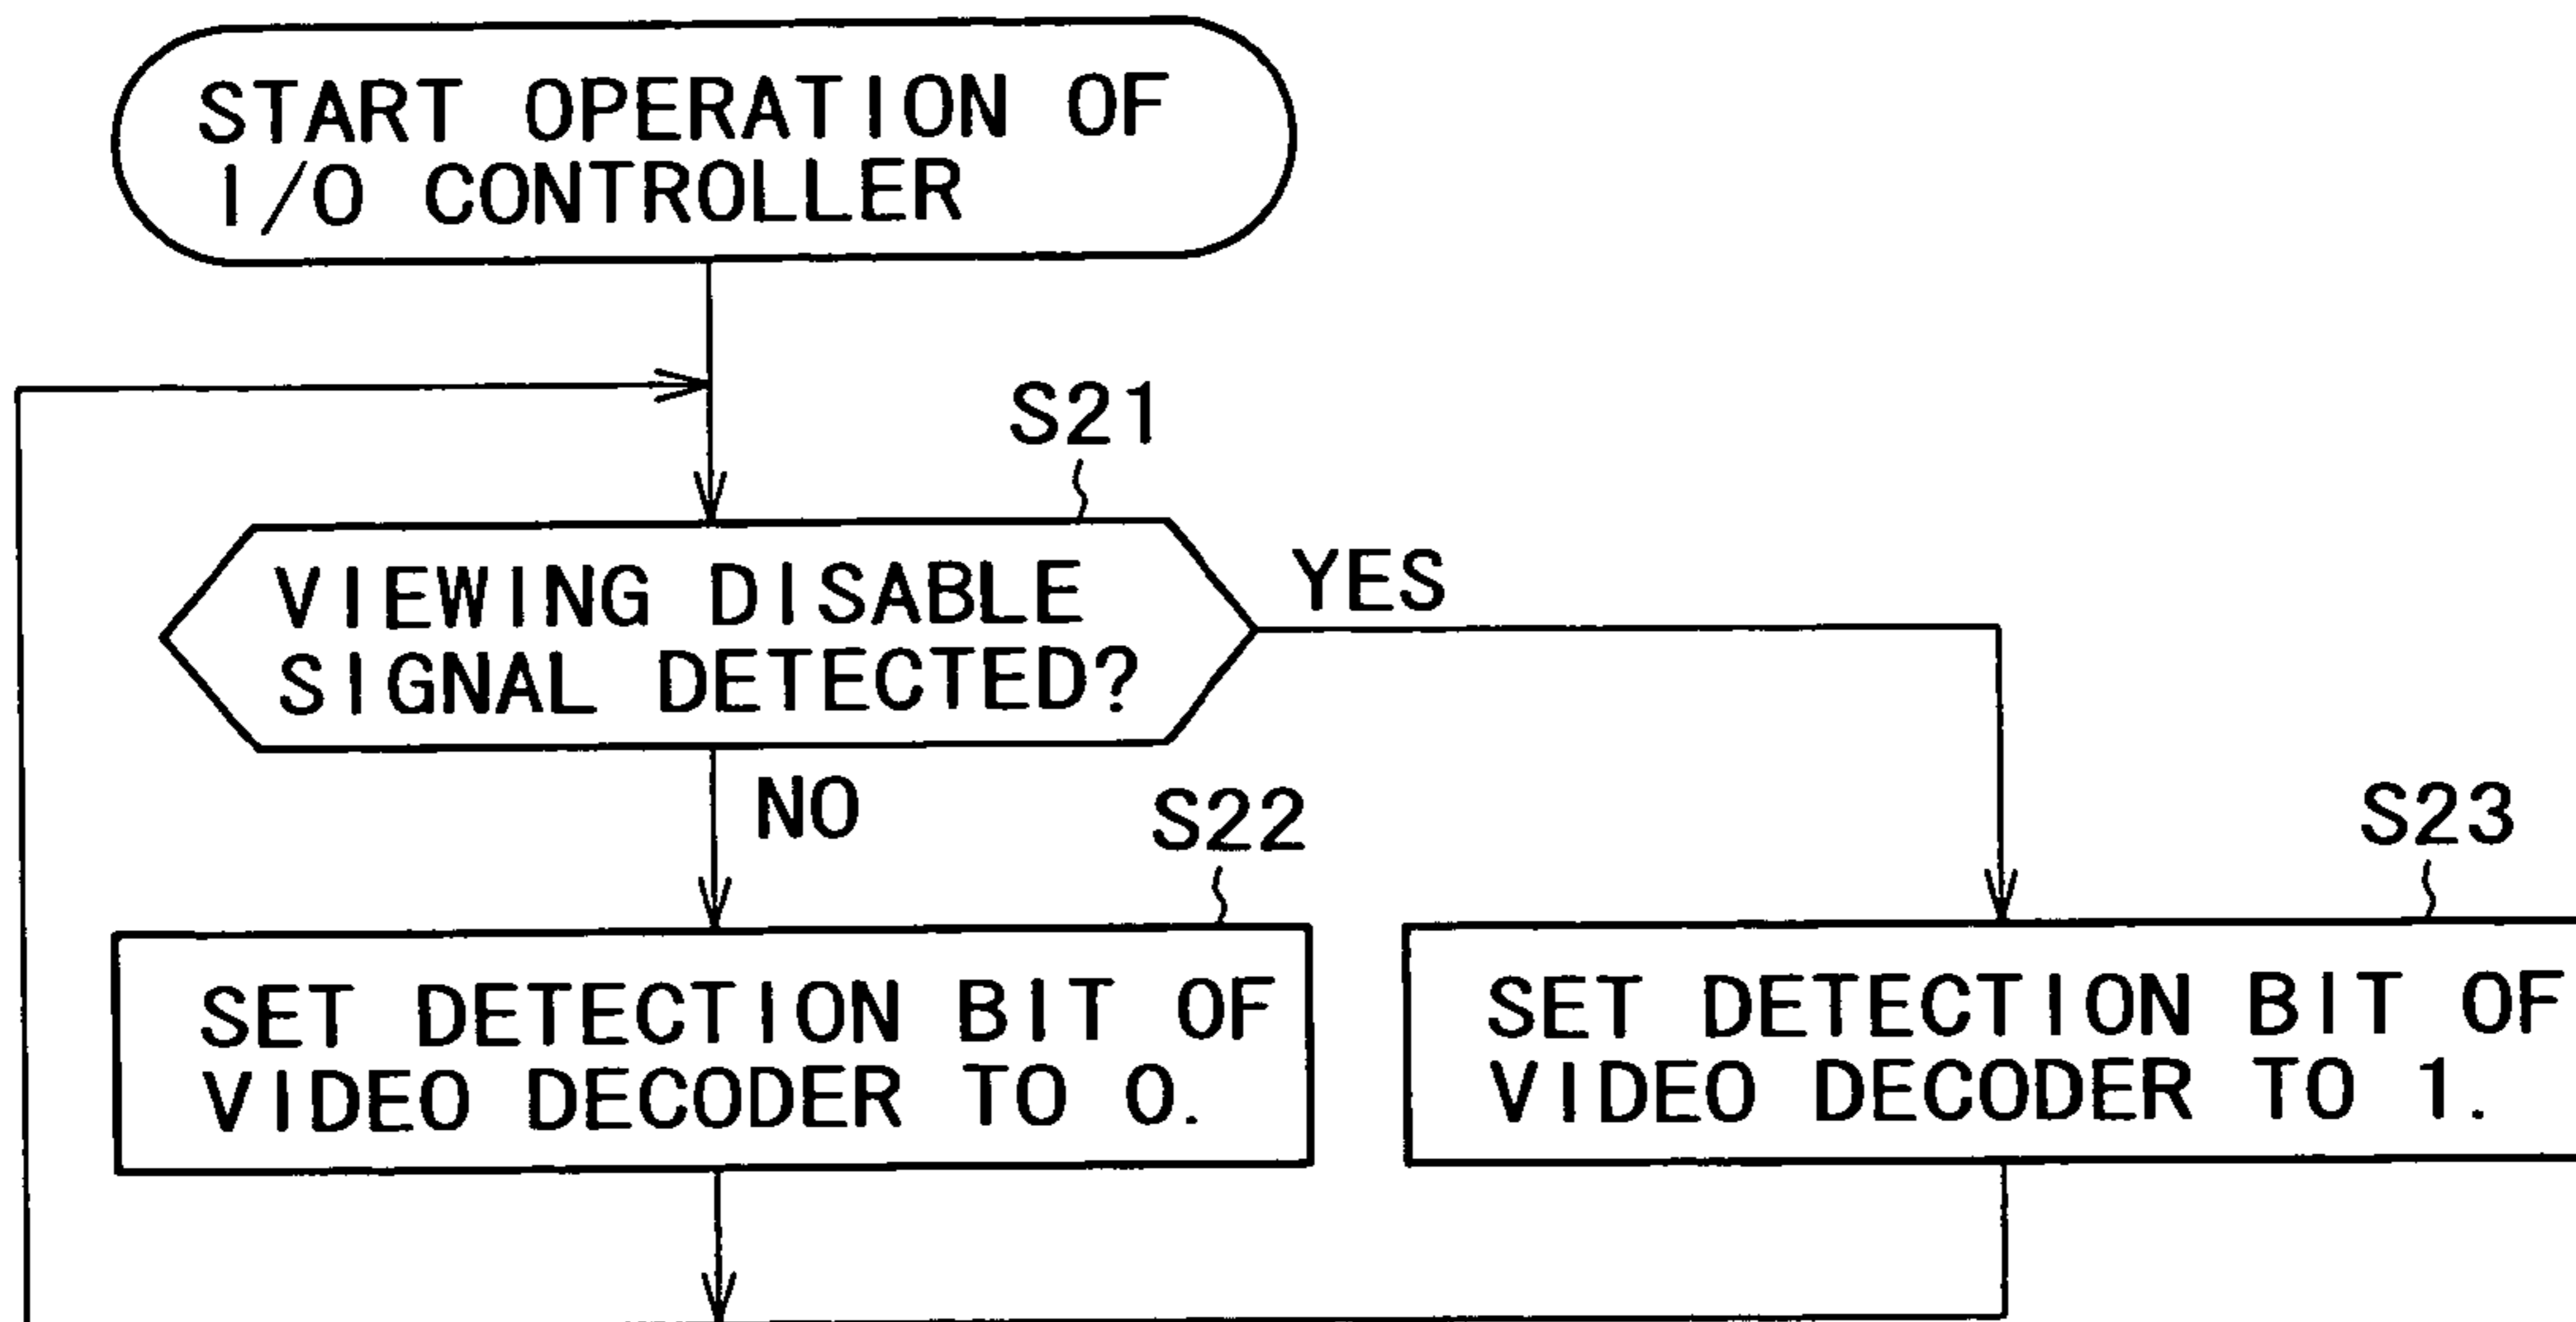 START OPERATION OF
I/O CONTROLLER
S21
VIEWING DISABLE
SIGNAL DETECTED?
YES
NO
S22
S23
SET DETECTION BIT OF
VIDEO DECODER TO 0.
SET DETECTION BIT OF
VIDEO DECODER TO 1.